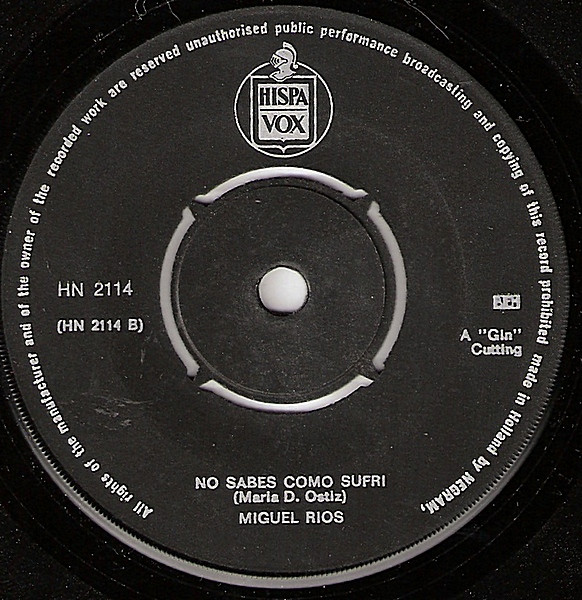 All rights of the manufacturer and of the owner of the recorded work are reserved unauthorised public performance broadcasting and copying of this record prohibited made in Holland by NEGRAM,
HISPA
VOX
HN 2114
(HN 2114 B)
A "Gin"
Cutting
NO SABES COMO SUFRI
(Maria D. Ostiz)
MIGUEL RIOS